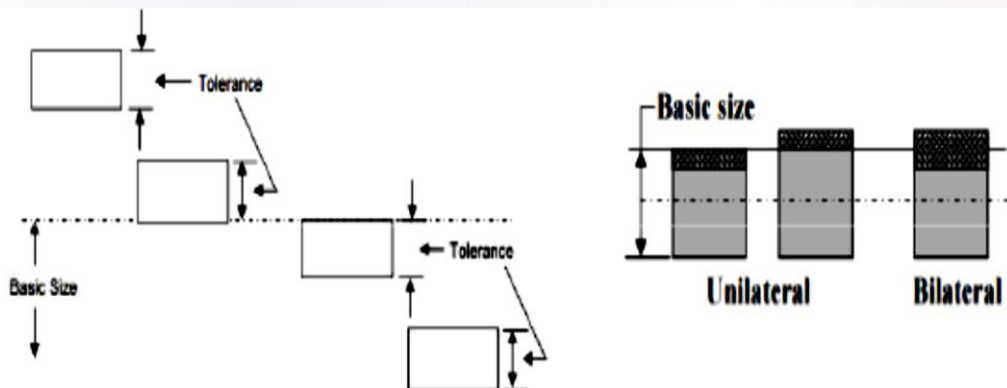 Tolerance
Tolerance
Basic Size
Basic size
Unilateral
Bilateral